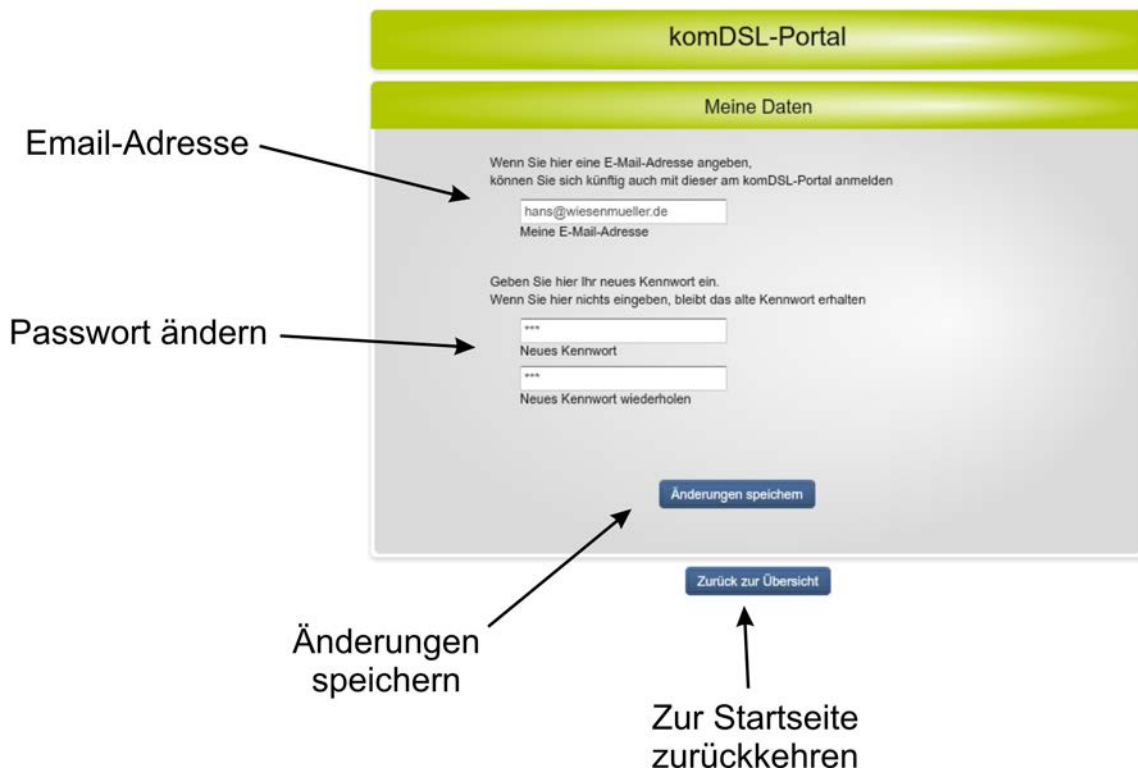 komDSL-Portal
Meine Daten
Email-Adresse
Wenn Sie hier eine E-Mail-Adresse angeben,
können Sie sich künftig auch mit dieser am komDSL-Portal anmelden
hans@wiesenmueller.de
Meine E-Mail-Adresse
Geben Sie hier Ihr neues Kennwort ein.
Wenn Sie hier nichts eingeben, bleibt das alte Kennwort erhalten
Passwort ändern
***
Neues Kennwort
***
Neues Kennwort wiederholen
Änderungen speichern
Zurück zur Übersicht
Änderungen
speichern
Zur Startseite
zurückkehren